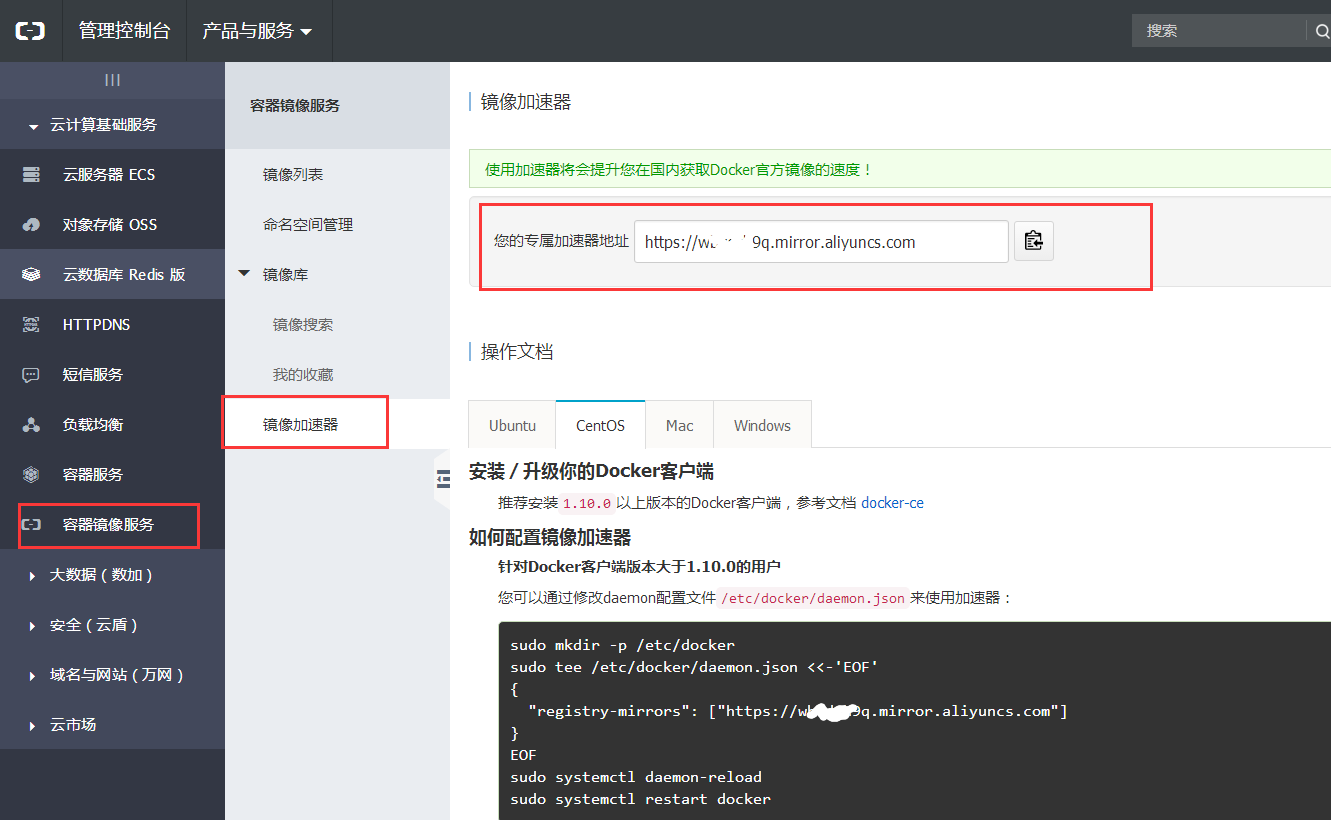 管理控制台
产品与服务
搜索
云计算基础服务
云服务器 ECS
对象存储 OSS
云数据库 Redis 版
HTTPDNS
短信服务
负载均衡
容器服务
容器镜像服务
大数据（数加）
安全（云盾）
域名与网站（万网）
云市场
容器镜像服务
镜像列表
命名空间管理
镜像库
镜像搜索
我的收藏
镜像加速器
镜像加速器
使用加速器将会提升您在国内获取Docker官方镜像的速度！
您的专属加速器地址
https://w 9q.mirror.aliyuncs.com
操作文档
Ubuntu
CentOS
Mac
Windows
安装 / 升级你的Docker客户端
推荐安装 1.10.0 以上版本的Docker客户端，参考文档 docker-ce
如何配置镜像加速器
针对Docker客户端版本大于1.10.0的用户
您可以通过修改daemon配置文件 /etc/docker/daemon.json 来使用加速器：
sudo mkdir -p /etc/docker
sudo tee /etc/docker/daemon.json <<-'EOF'
{
"registry-mirrors": ["https://w 9q.mirror.aliyuncs.com"]
}
EOF
sudo systemctl daemon-reload
sudo systemctl restart docker